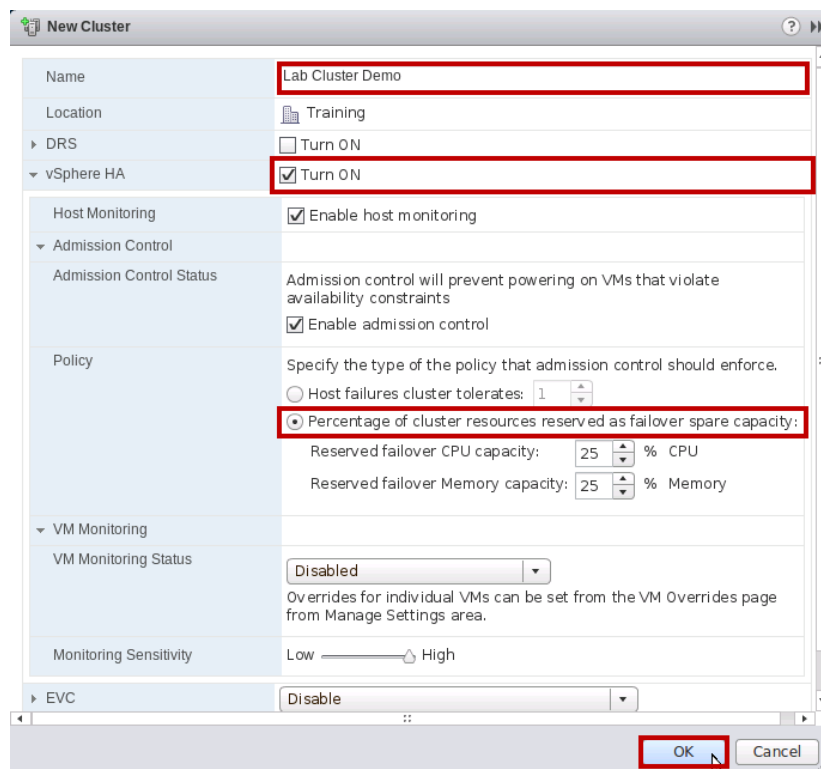 New Cluster
?
Name Lab Cluster Demo
Location Training
DRS Turn ON
vSphere HA Turn ON
Host Monitoring Enable host monitoring
Admission Control
Admission Control Status Admission control will prevent powering on VMs that violate
availability constraints
Enable admission control
Policy Specify the type of the policy that admission control should enforce.
Host failures cluster tolerates: 1
Percentage of cluster resources reserved as failover spare capacity:
Reserved failover CPU capacity: 25 % CPU
Reserved failover Memory capacity: 25 % Memory
VM Monitoring
VM Monitoring Status Disabled
Overrides for individual VMs can be set from the VM Overrides page
from Manage Settings area.
Monitoring Sensitivity Low High
EVC Disable
OK Cancel